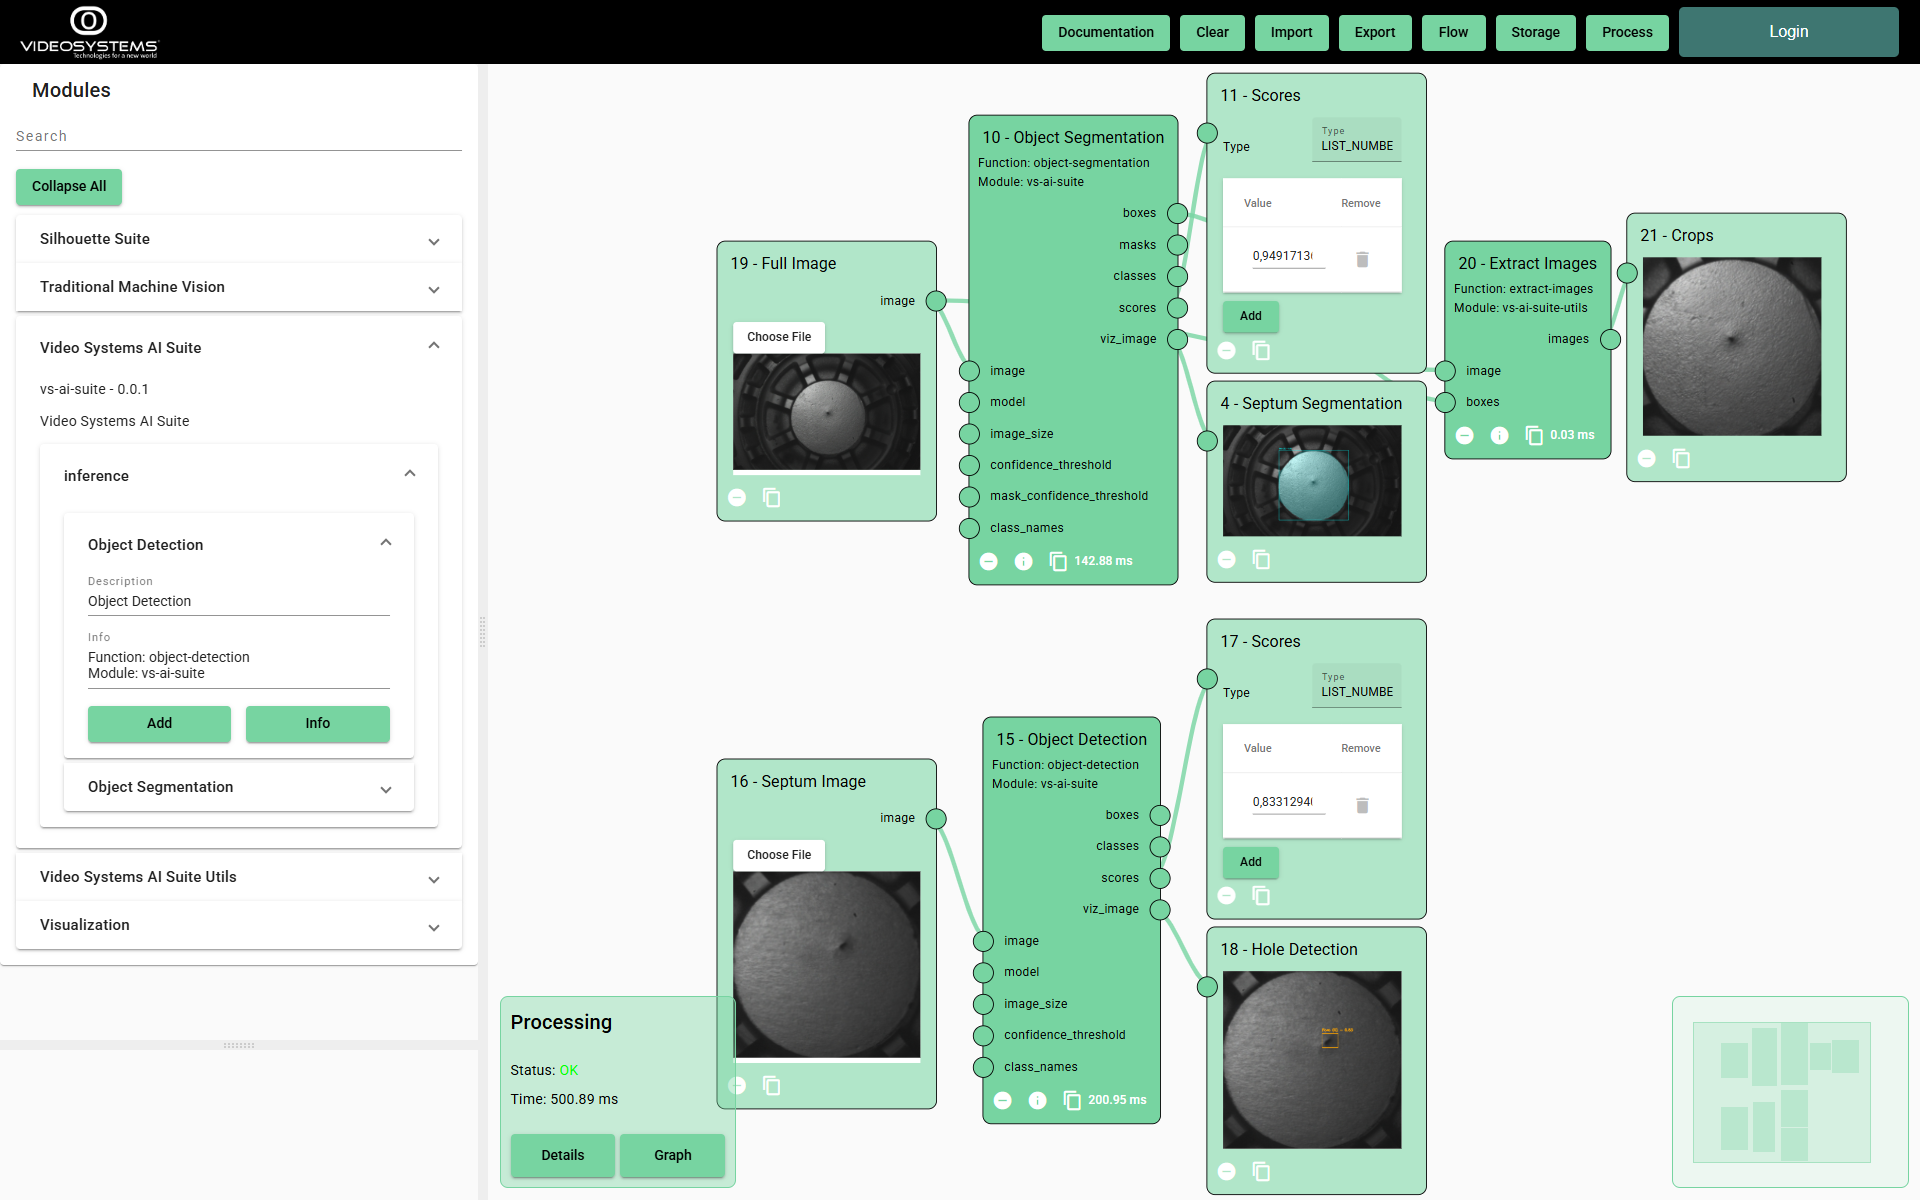 VIDEOSYSTEMS
Technologies for a new world
Documentation
Clear
Import
Export
Flow
Storage
Process
Login
Modules
Search
Collapse All
Silhouette Suite
Traditional Machine Vision
Video Systems AI Suite
vs-ai-suite - 0.0.1
Video Systems AI Suite
inference
Object Detection
Description
Object Detection
Info
Function: object-detection
Module: vs-ai-suite
Add
Info
Object Segmentation
Video Systems AI Suite Utils
Visualization
19 - Full Image
image
Choose File
10 - Object Segmentation
Function: object-segmentation
Module: vs-ai-suite
boxes
masks
classes
scores
viz_image
image
model
image_size
confidence_threshold
mask_confidence_threshold
class_names
142.88 ms
11 - Scores
Type
Type
LIST_NUMBE
Value
Remove
0,9491713
Add
4 - Septum Segmentation
20 - Extract Images
Function: extract-images
Module: vs-ai-suite-utils
images
image
boxes
0.03 ms
21 - Crops
16 - Septum Image
image
Choose File
15 - Object Detection
Function: object-detection
Module: vs-ai-suite
boxes
classes
scores
viz_image
image
model
image_size
confidence_threshold
class_names
200.95 ms
17 - Scores
Type
Type
LIST_NUMBE
Value
Remove
0,8331294
Add
18 - Hole Detection
Processing
Status: OK
Time: 500.89 ms
Details
Graph